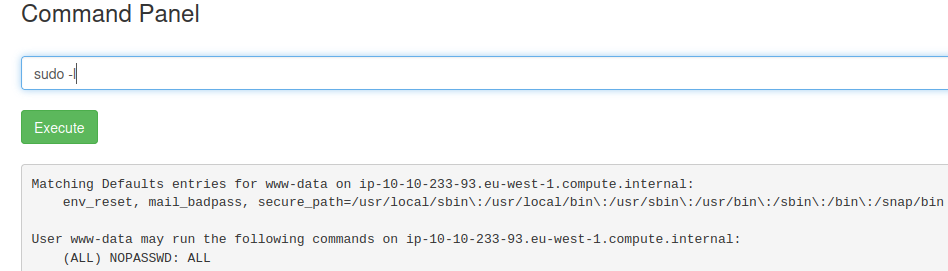 Command Panel
sudo -l
Execute
Matching Defaults entries for www-data on ip-10-10-233-93.eu-west-1.compute.internal:
env_reset, mail_badpass, secure_path=/usr/local/sbin\:/usr/local/bin\:/usr/sbin\:/usr/bin\:/sbin\:/bin\:/snap/bin
User www-data may run the following commands on ip-10-10-233-93.eu-west-1.compute.internal:
(ALL) NOPASSWD: ALL